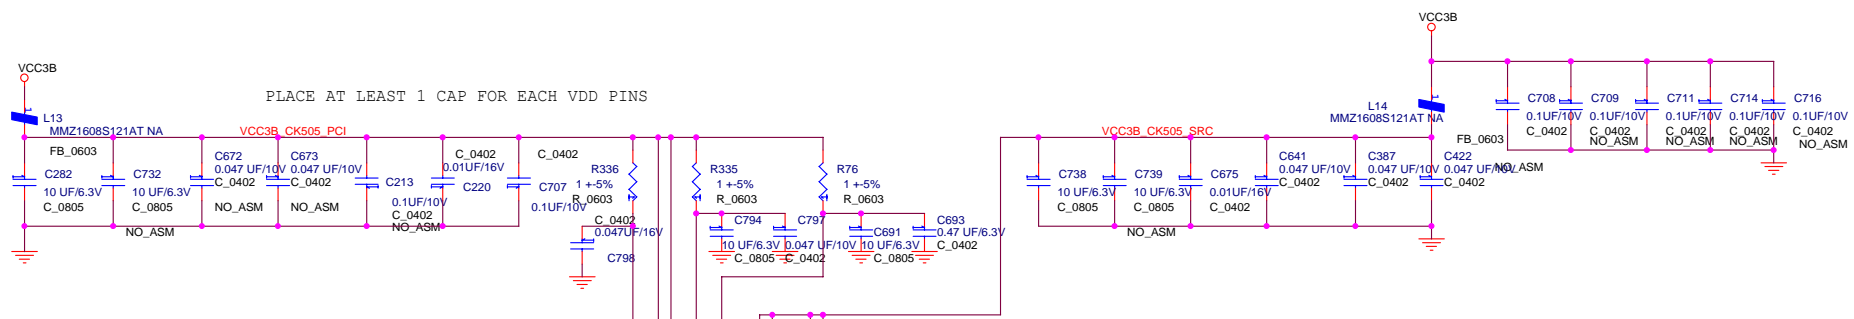 VCC3B
L13
MMZ1608S121AT NA
FB_0603
PLACE AT LEAST 1 CAP FOR EACH VDD PINS
VCC3B_CK505_PCI
C282
10 UF/6.3V
C_0805
C732
10 UF/6.3V
C_0805
NO_ASM
C672
0.047 UF/10V
C_0402
NO_ASM
C673
0.047 UF/10V
C_0402
NO_ASM
C213
0.1UF/10V
C_0402
NO_ASM
C_0402
0.01UF/16V
C220
C_0402
C707
0.1UF/10V
R336
1 +-5%
R_0603
C_0402
0.047UF/16V
C798
R335
1 +-5%
R_0603
C794
10 UF/6.3V
C_0805
C797
0.047 UF/10V
C_0402
R76
1 +-5%
R_0603
C691
10 UF/6.3V
C_0805
C693
0.47 UF/6.3V
C_0402
VCC3B_CK505_SRC
C738
10 UF/6.3V
C_0805
C739
10 UF/6.3V
C_0805
NO_ASM
C675
0.01UF/16V
C_0402
C641
0.047 UF/10V
C_0402
C387
0.047 UF/10V
C_0402
C422
0.047 UF/10V
C_0402
VCC3B
L14
MMZ1608S121AT NA
FB_0603
C708
0.1UF/10V
C_0402
NO_ASM
C709
0.1UF/10V
C_0402
NO_ASM
C711
0.1UF/10V
C_0402
NO_ASM
C714
0.1UF/10V
C_0402
NO_ASM
C716
0.1UF/10V
C_0402
NO_ASM